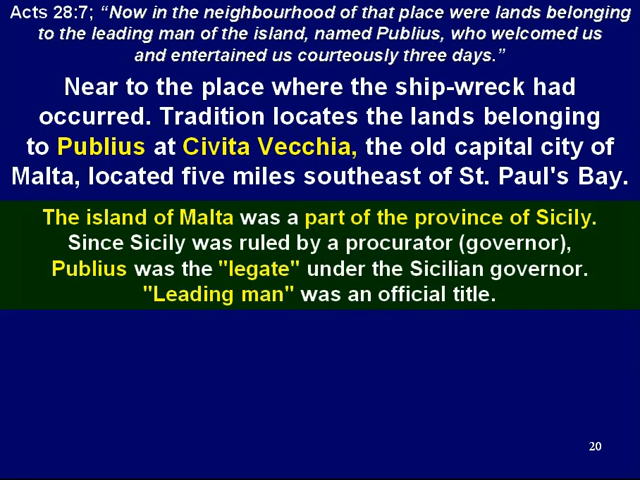 Acts 28:7; “Now in the neighbourhood of that place were lands belonging
to the leading man of the island, named Publius, who welcomed us
and entertained us courteously three days.”
Near to the place where the ship-wreck had
occurred. Tradition locates the lands belonging
to Publius at Civita Vecchia, the old capital city of
Malta, located five miles southeast of St. Paul's Bay.
The island of Malta was a part of the province of Sicily.
Since Sicily was ruled by a procurator (governor),
Publius was the "legate" under the Sicilian governor.
"Leading man" was an official title.
20